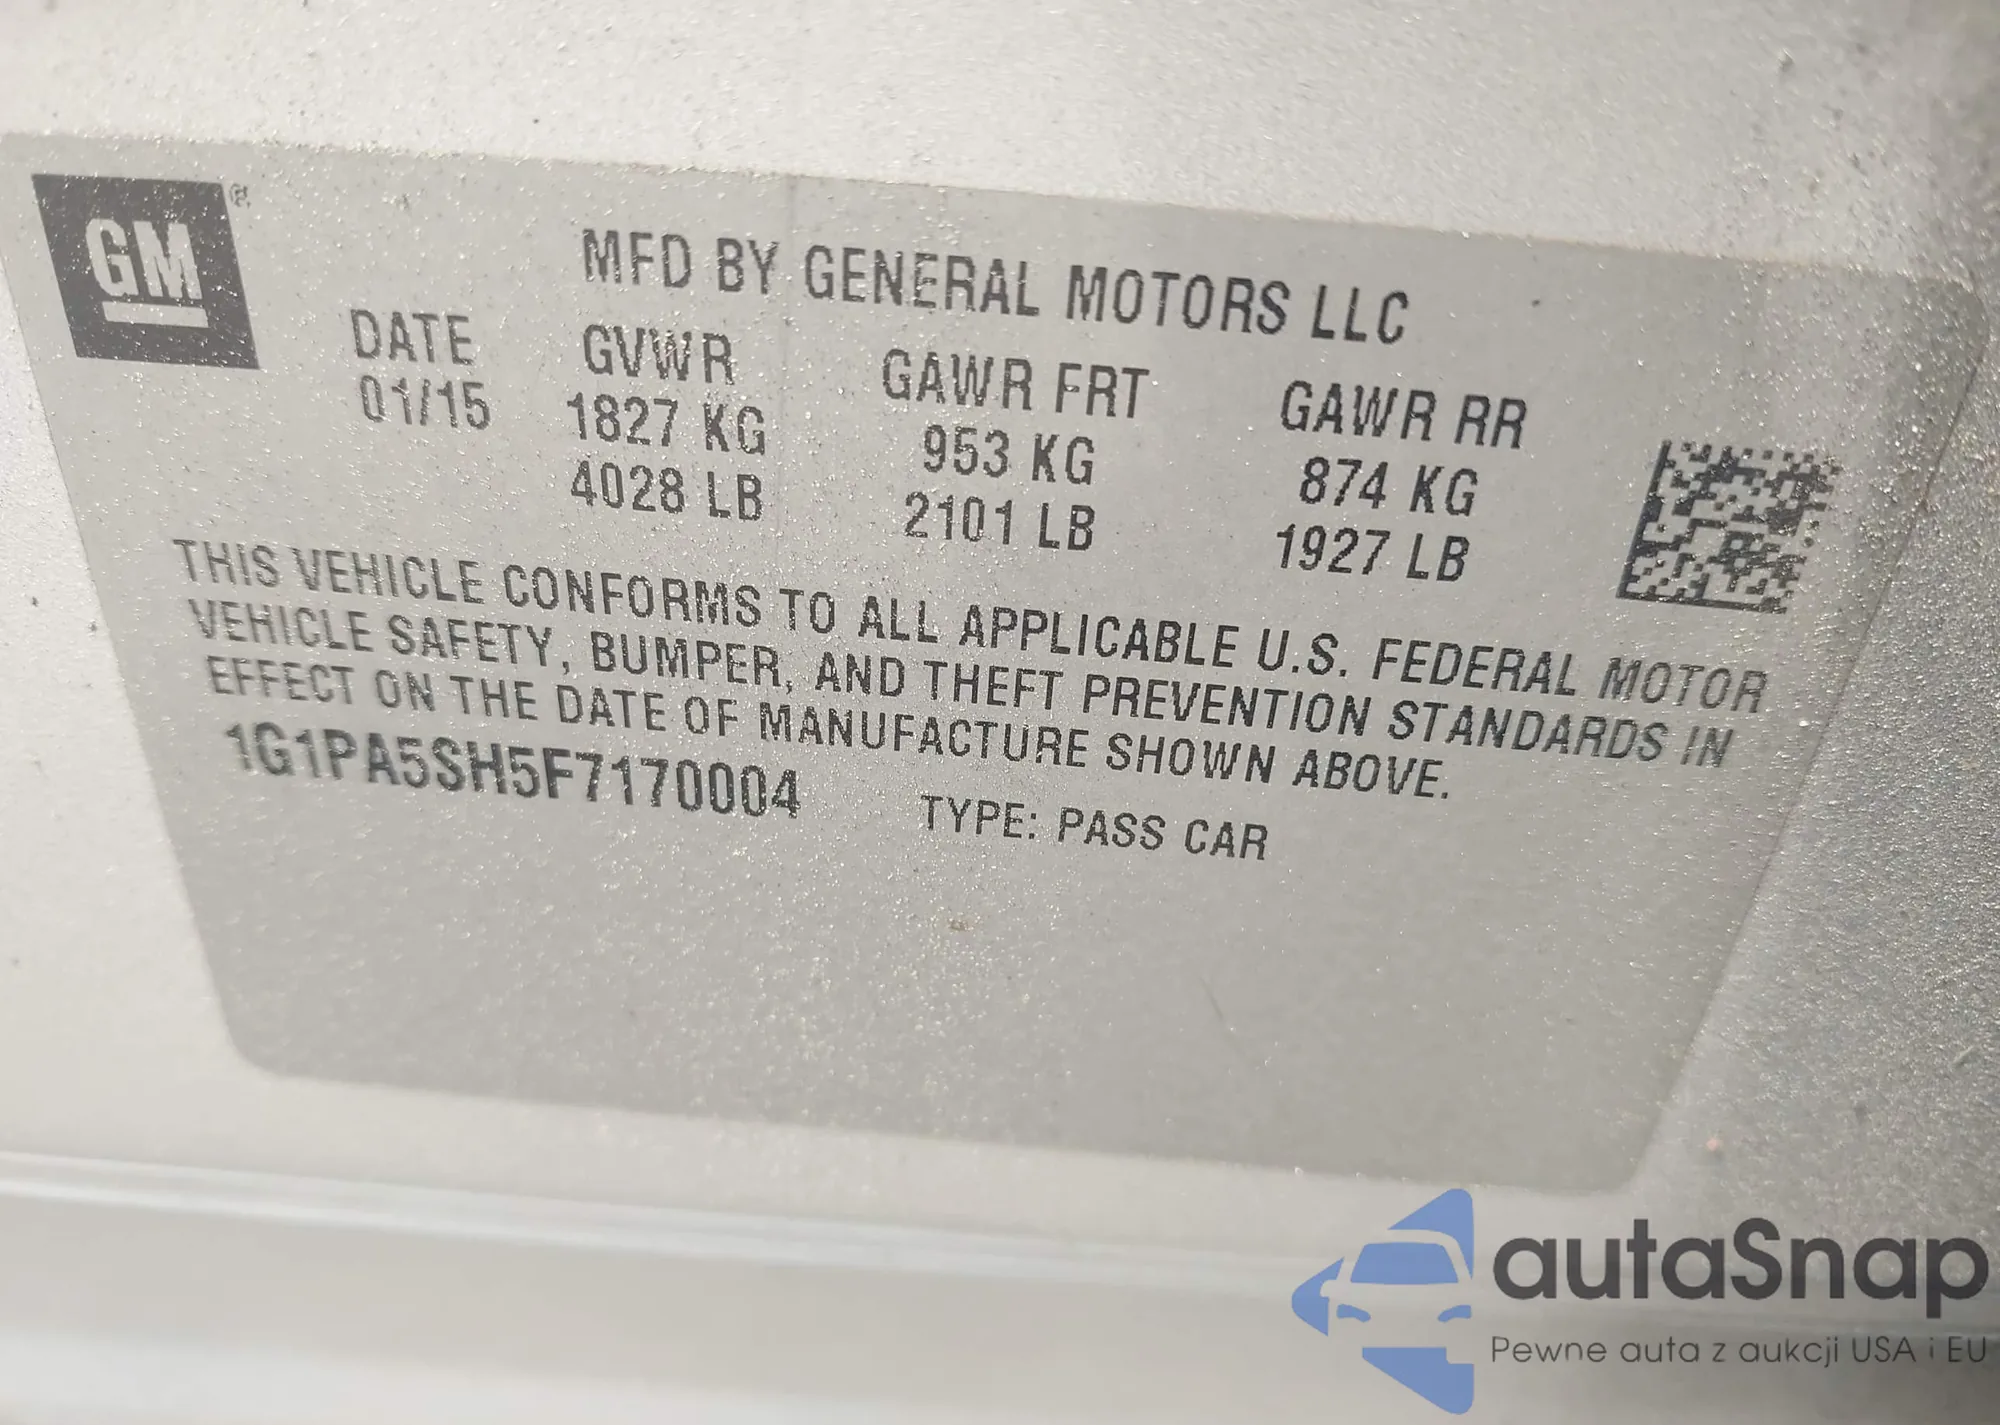 GM®
MFD BY GENERAL MOTORS LLC
DATE GVWR GAWR FRT GAWR RR
01/15 1827 KG 953 KG 874 KG
4028 LB 2101 LB 1927 LB
THIS VEHICLE CONFORMS TO ALL APPLICABLE U.S. FEDERAL MOTOR
VEHICLE SAFETY, BUMPER, AND THEFT PREVENTION STANDARDS IN
EFFECT ON THE DATE OF MANUFACTURE SHOWN ABOVE.
1G1PA5SH5F7170004 TYPE: PASS CAR
autaSnap
Pewne auta z aukcji USA i EU